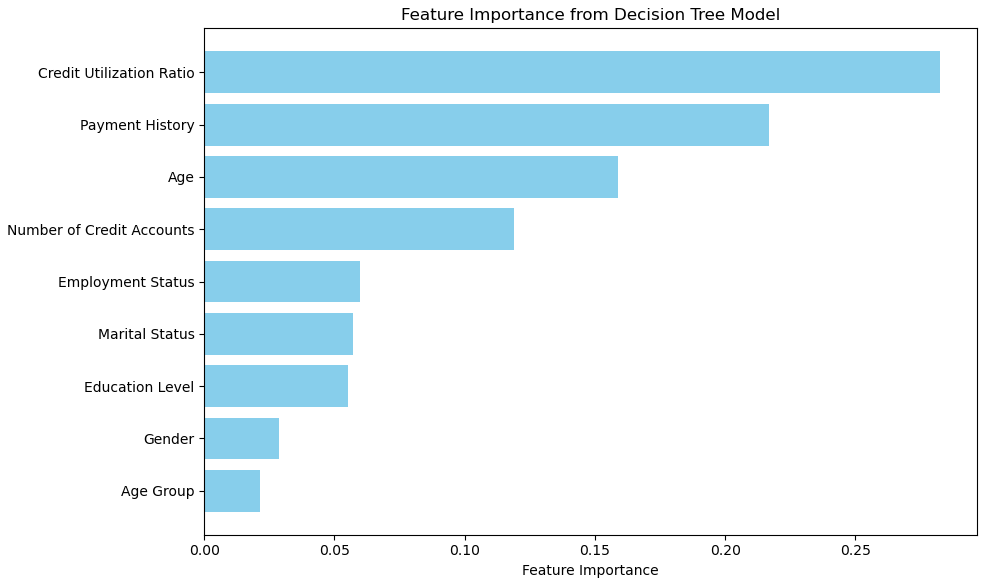 Feature Importance from Decision Tree Model
Credit Utilization Ratio
Payment History
Age
Number of Credit Accounts
Employment Status
Marital Status
Education Level
Gender
Age Group
0.00 0.05 0.10 0.15 0.20 0.25
Feature Importance